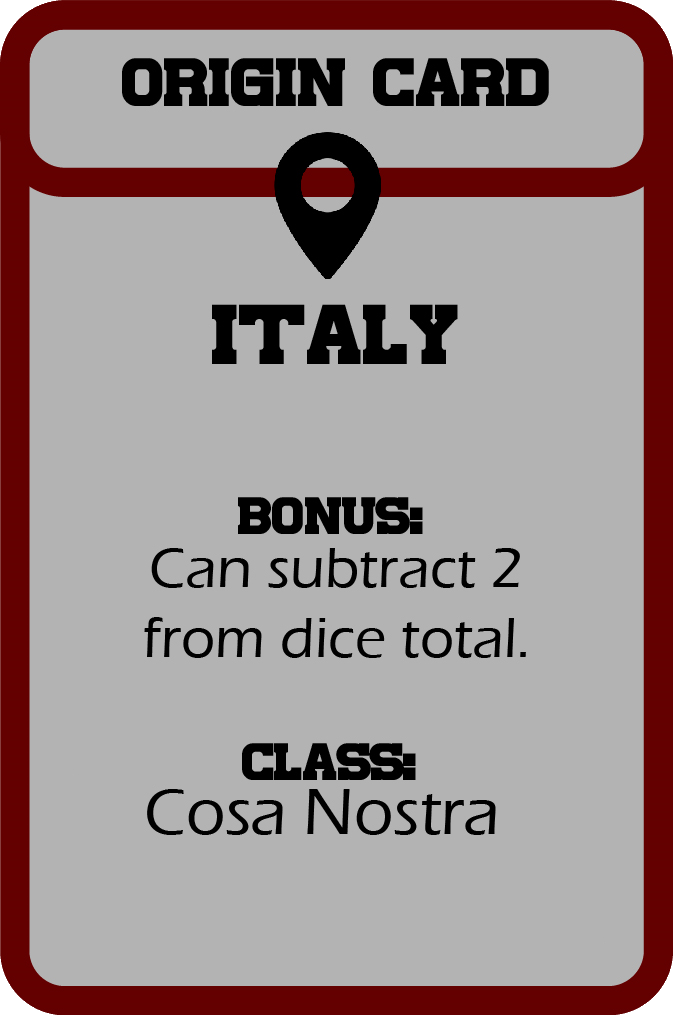 ORIGIN CARD
ITALY
BONUS:
Can subtract 2
from dice total.
CLASS:
Cosa Nostra